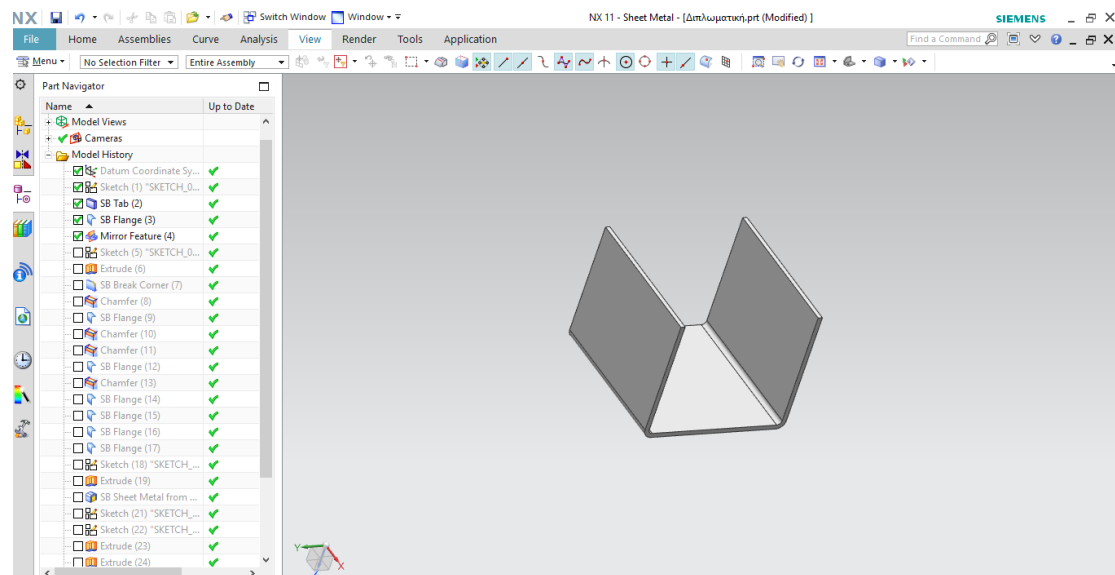 NX Switch Window Window NX 11 - Sheet Metal - [Διπλωματική.prt (Modified) ] SIEMENS
File Home Assemblies Curve Analysis View Render Tools Application Find a Command
Menu No Selection Filter Entire Assembly
Part Navigator
Name Up to Date
Model Views
Cameras
Model History
Datum Coordinate Sy...
Sketch (1) "SKETCH_0...
SB Tab (2)
SB Flange (3)
Mirror Feature (4)
Sketch (5) "SKETCH_0...
Extrude (6)
SB Break Corner (7)
Chamfer (8)
SB Flange (9)
Chamfer (10)
Chamfer (11)
SB Flange (12)
Chamfer (13)
SB Flange (14)
SB Flange (15)
SB Flange (16)
SB Flange (17)
Sketch (18) "SKETCH_...
Extrude (19)
SB Sheet Metal from ...
Sketch (21) "SKETCH_...
Sketch (22) "SKETCH_...
Extrude (23)
Extrude (24)
Y
X